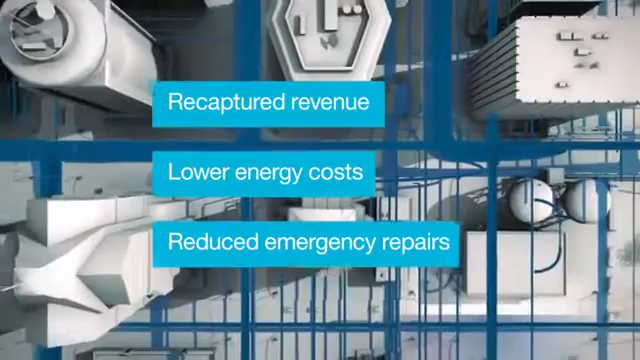 Recaptured revenue
Lower energy costs
Reduced emergency repairs